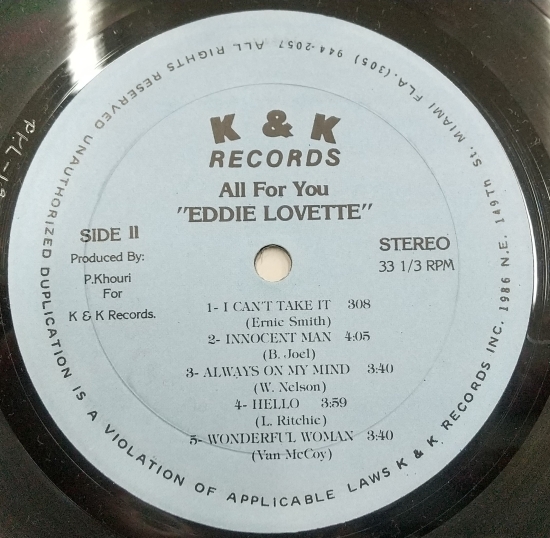 K & K
RECORDS
All For You
"EDDIE LOVETTE"
SIDE II
Produced By:
P.Khouri
For
K & K Records.
STEREO
33 1/3 RPM
1- I CAN'T TAKE IT 308
(Ernie Smith)
2- INNOCENT MAN 4:05
(B. Joel)
3- ALWAYS ON MY MIND 3:40
(W. Nelson)
4- HELLO 3:59
(L. Ritchie)
5- WONDERFUL WOMAN 3:40
(Van McCoy)
K & K RECORDS INC. 1986 N.E. 149TH St. MIAMI FLA. (305) 944-2057 ALL RIGHTS RESERVED UNAUTHORIZED DUPLICATION IS A VIOLATION OF APPLICABLE LAWS